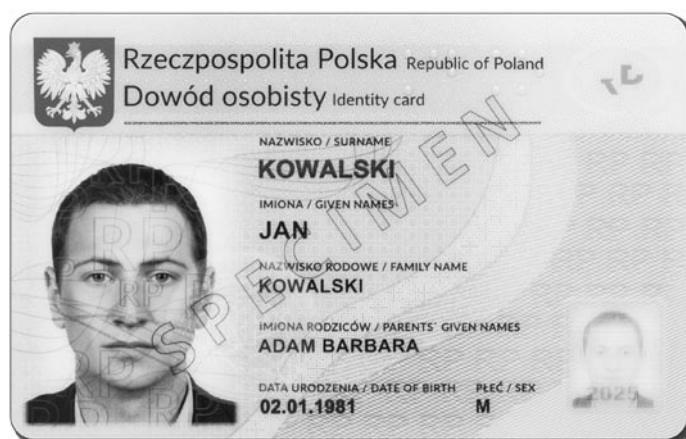 Rzeczpospolita Polska Republic of Poland
Dowód osobisty Identity card
NAZWISKO / SURNAME
KOWALSKI
IMIONA / GIVEN NAMES
JAN
NAZWISKO RODOWE / FAMILY NAME
KOWALSKI
IMIONA RODZICÓW / PARENTS' GIVEN NAMES
ADAM BARBARA
DATA URODZENIA / DATE OF BIRTH PŁEĆ / SEX
02.01.1981 M
SPECIMEN
2025